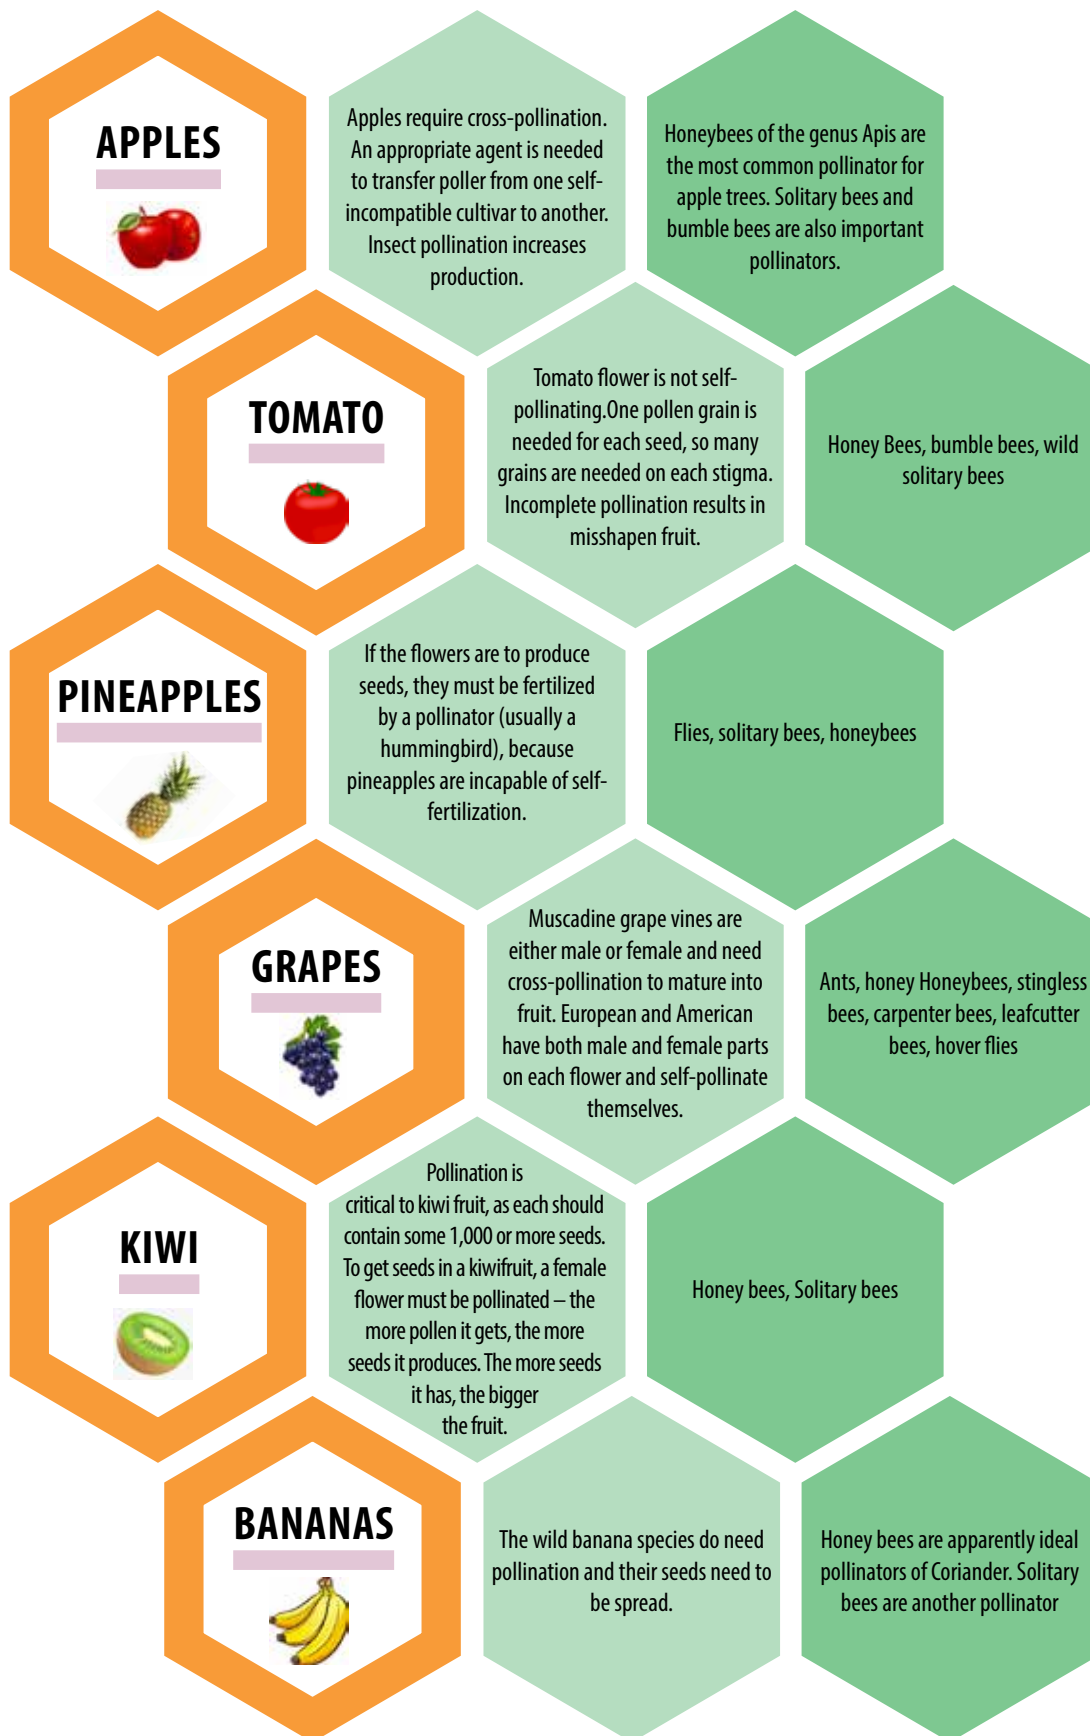 APPLES
Apples require cross-pollination.
An appropriate agent is needed
to transfer poller from one self-
incompatible cultivar to another.
Insect pollination increases
production.
Honeybees of the genus Apis are
the most common pollinator for
apple trees. Solitary bees and
bumble bees are also important
pollinators.
TOMATO
Tomato flower is not self-
pollinating.One pollen grain is
needed for each seed, so many
grains are needed on each stigma.
Incomplete pollination results in
misshapen fruit.
Honey Bees, bumble bees, wild
solitary bees
PINEAPPLES
If the flowers are to produce
seeds, they must be fertilized
by a pollinator (usually a
hummingbird), because
pineapples are incapable of self-
fertilization.
Flies, solitary bees, honeybees
GRAPES
Muscadine grape vines are
either male or female and need
cross-pollination to mature into
fruit. European and American
have both male and female parts
on each flower and self-pollinate
themselves.
Ants, honey Honeybees, stingless
bees, carpenter bees, leafcutter
bees, hover flies
KIWI
Pollination is
critical to kiwi fruit, as each should
contain some 1,000 or more seeds.
To get seeds in a kiwifruit, a female
flower must be pollinated – the
more pollen it gets, the more
seeds it produces. The more seeds
it has, the bigger
the fruit.
Honey bees, Solitary bees
BANANAS
The wild banana species do need
pollination and their seeds need to
be spread.
Honey bees are apparently ideal
pollinators of Coriander. Solitary
bees are another pollinator